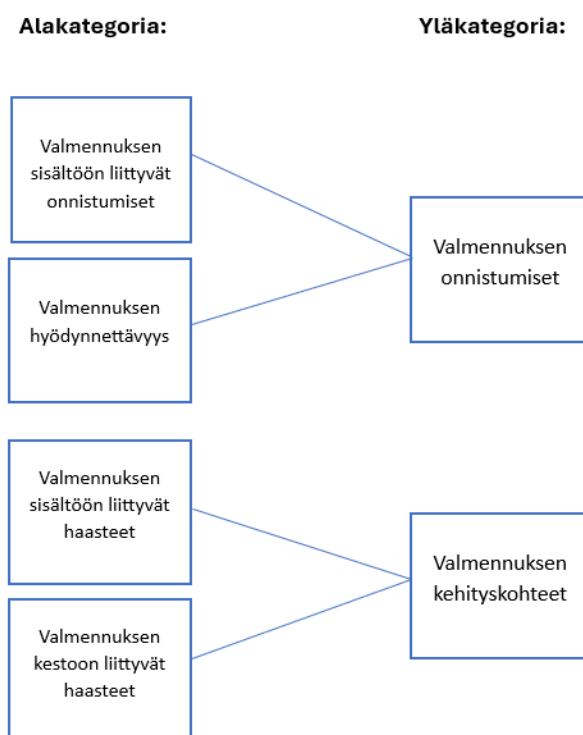 Alakategoria:
Yläkategoria:
Valmennuksen
sisältöön liittyvät
onnistumiset
Valmennuksen
hyödynnettävyys
Valmennuksen
onnistumiset
Valmennuksen
sisältöön liittyvät
haasteet
Valmennuksen
kestoon liittyvät
haasteet
Valmennuksen
kehityskohteet